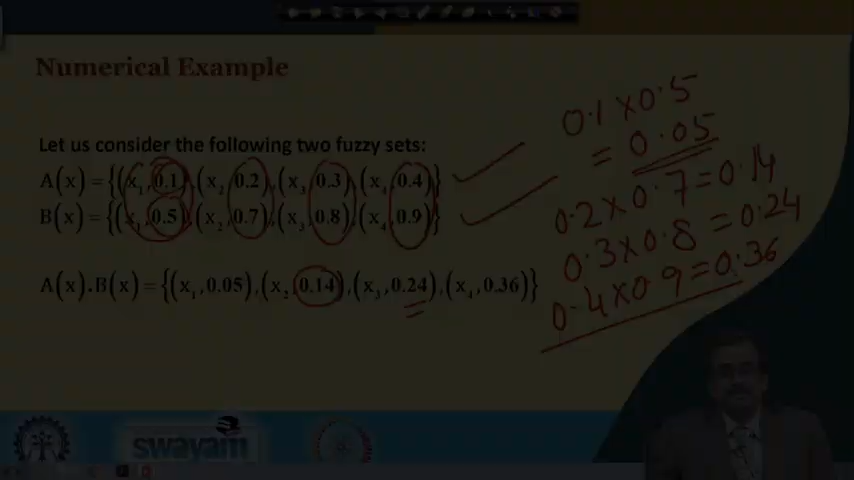 Numerical Example
Let us consider the following two fuzzy sets:
A(x) = {(x₁, 0.1), (x₂, 0.2), (x₃, 0.3), (x₄, 0.4)}
B(x) = {(x₁, 0.5), (x₂, 0.7), (x₃, 0.8), (x₄, 0.9)}
A(x).B(x) = {(x₁, 0.05), (x₂, 0.14), (x₃, 0.24), (x₄, 0.36)}
0.1 x 0.5
= 0.05
0.2 x 0.7 = 0.14
0.3 x 0.8 = 0.24
0.4 x 0.9 = 0.36
swayam